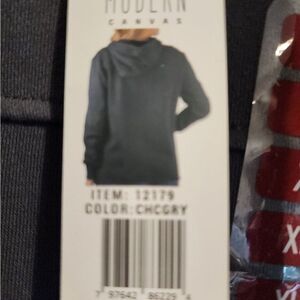 MODERN
CANVAS
ITEM: 12179
COLOR: CHCGRY
7 97642 86229 4
X
X